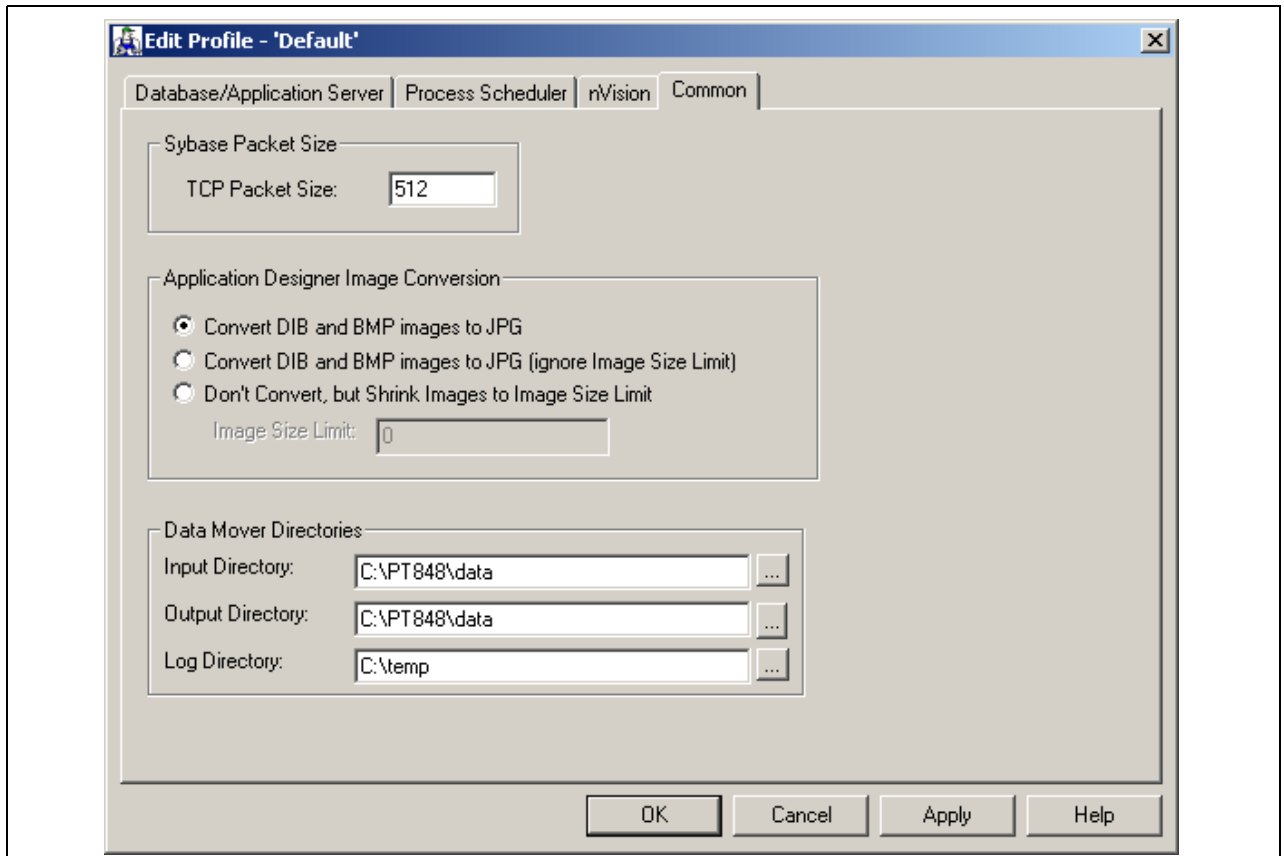 Edit Profile - 'Default'
Database/Application Server Process Scheduler nVision Common
Sybase Packet Size
TCP Packet Size: 512
Application Designer Image Conversion
Convert DIB and BMP images to JPG
Convert DIB and BMP images to JPG (ignore Image Size Limit)
Don't Convert, but Shrink Images to Image Size Limit
Image Size Limit: 0
Data Mover Directories
Input Directory: C:\PT848\data ...
Output Directory: C:\PT848\data ...
Log Directory: C:\temp ...
OK Cancel Apply Help